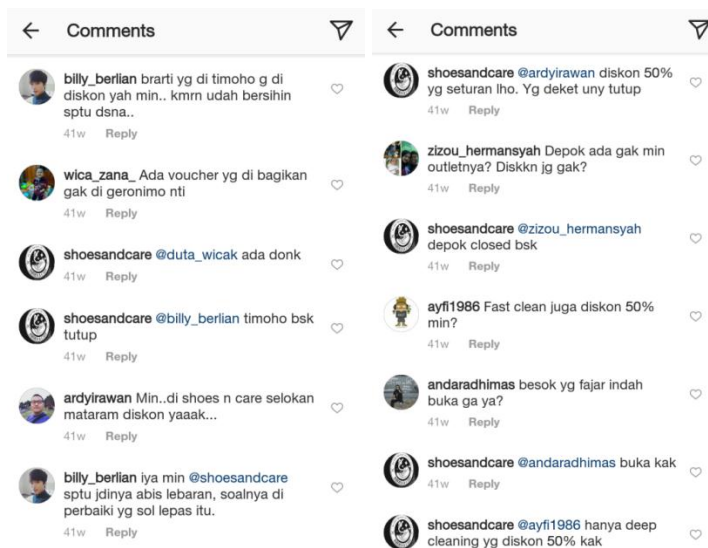 Comments
billy_berlian brarti yg di timoho g di
diskon yah min.. kmrn udah bersihin
sptu dsna..
41w Reply
wica_zana_ Ada voucher yg di bagikan
gak di geronimo nti
41w Reply
shoesandcare @duta_wicak ada donk
41w Reply
shoesandcare @billy_berlian timoho bsk
tutup
41w Reply
ardyirawan Min..di shoes n care selokan
mataram diskon yaaak...
41w Reply
billy_berlian iya min @shoesandcare
sptu jdinya abis lebaran, soalnya di
perbaiki yg sol lepas itu.
41w Reply
Comments
shoesandcare @ardyirawan diskon 50%
yg seturan lho. Yg deket uny tutup
41w Reply
zizou_hermansyah Depok ada gak min
outletnya? Diskkn jg gak?
41w Reply
shoesandcare @zizou_hermansyah
depok closed bsk
41w Reply
ayfi1986 Fast clean juga diskon 50%
min?
41w Reply
andaradhimas besok yg fajar indah
buka ga ya?
41w Reply
shoesandcare @andaradhimas buka kak
41w Reply
shoesandcare @ayfi1986 hanya deep
cleaning yg diskon 50% kak